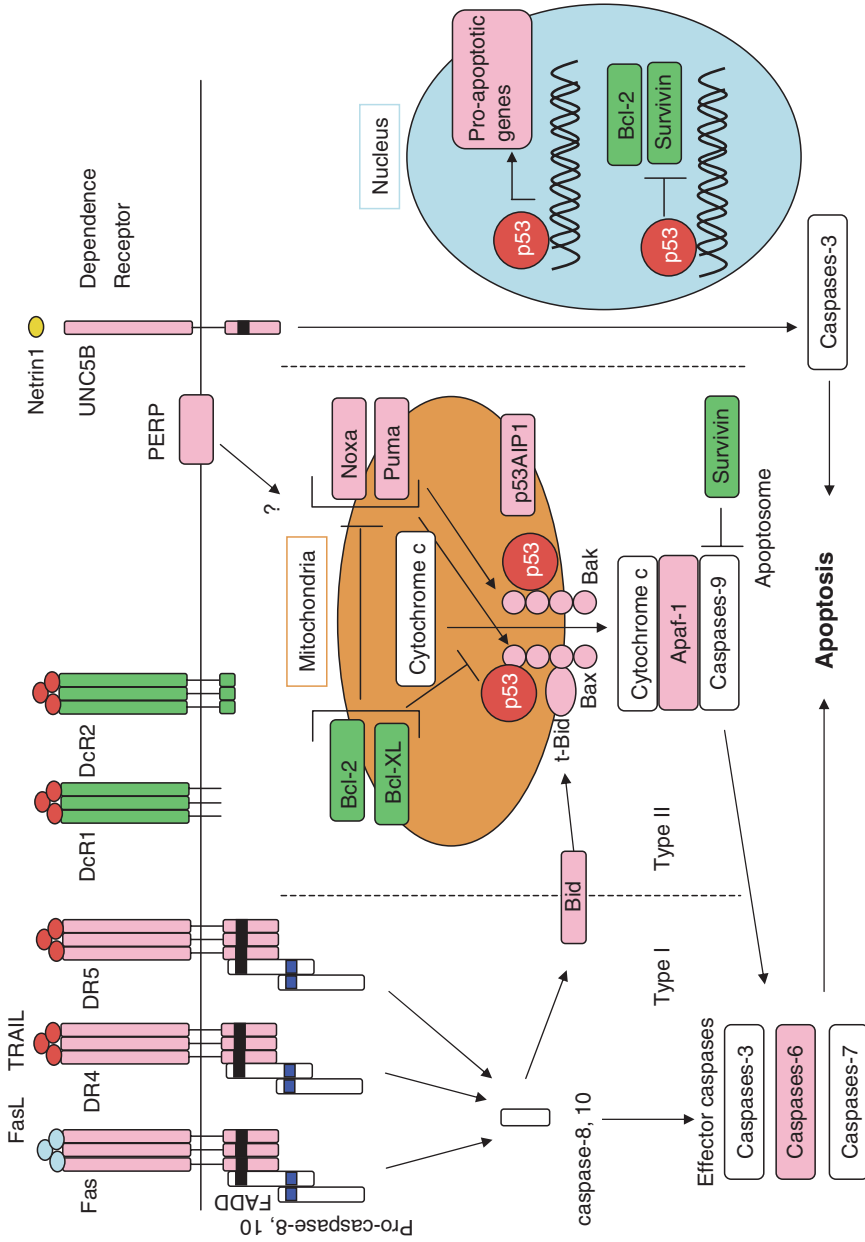 FasL
TRAIL
Netrin1
Fas
DR4
DR5
DcR1
DcR2
UNC5B
Dependence
Receptor
PERP
FADD
Pro-caspase-8, 10
?
Mitochondria
Nucleus
Bcl-2
Bcl-XL
Cytochrome c
Noxa
Puma
p53
p53
p53AIP1
t-Bid
Bax
Bak
p53
Pro-apoptotic
genes
p53
Bcl-2
Survivin
Bid
caspase-8, 10
Type I
Type II
Cytochrome c
Apaf-1
Caspases-9
Apoptosome
Survivin
Effector caspases
Caspases-3
Caspases-6
Caspases-7
Apoptosis
Caspases-3